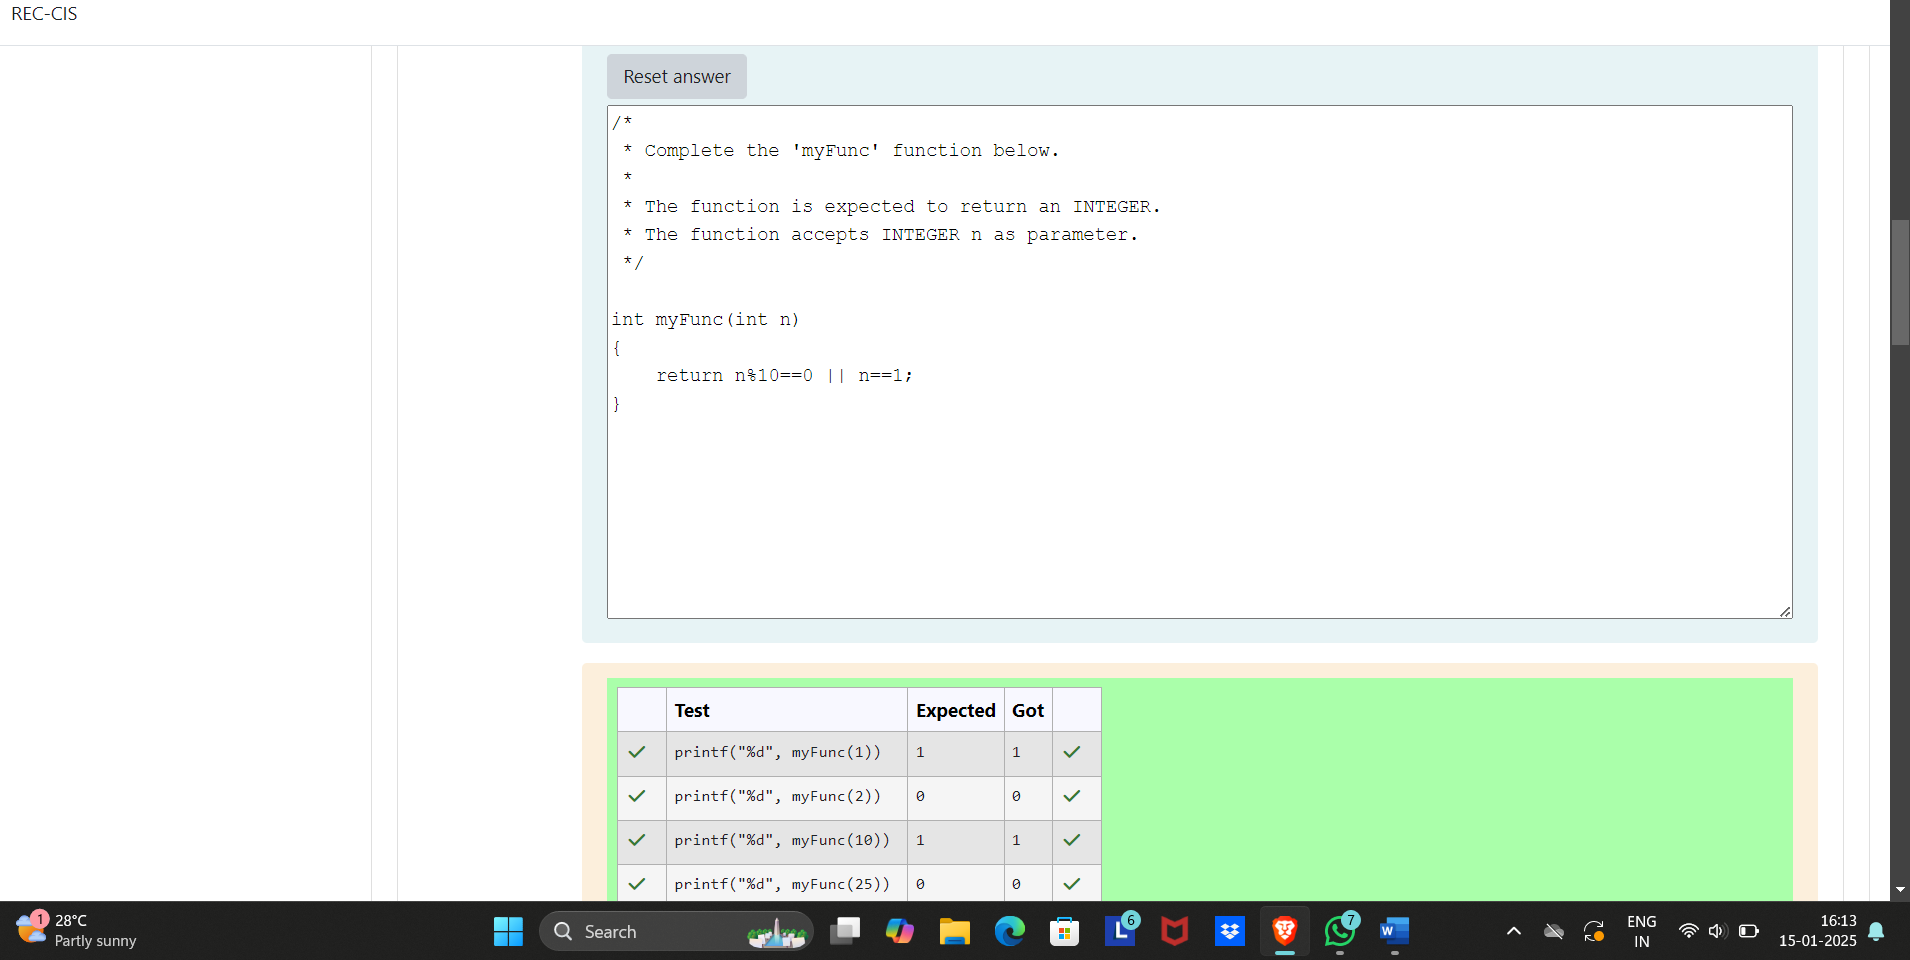 REC-CIS
Reset answer
/*
 * Complete the 'myFunc' function below.
 *
 * The function is expected to return an INTEGER.
 * The function accepts INTEGER n as parameter.
 */
int myFunc(int n)
{
    return n%10==0 || n==1;
}
Test Expected Got
printf("%d", myFunc(1)) 1 1
printf("%d", myFunc(2)) 0 0
printf("%d", myFunc(10)) 1 1
printf("%d", myFunc(25)) 0 0
1
28°C
Partly sunny
Search
L 6
7
W
ENG
IN
16:13
15-01-2025